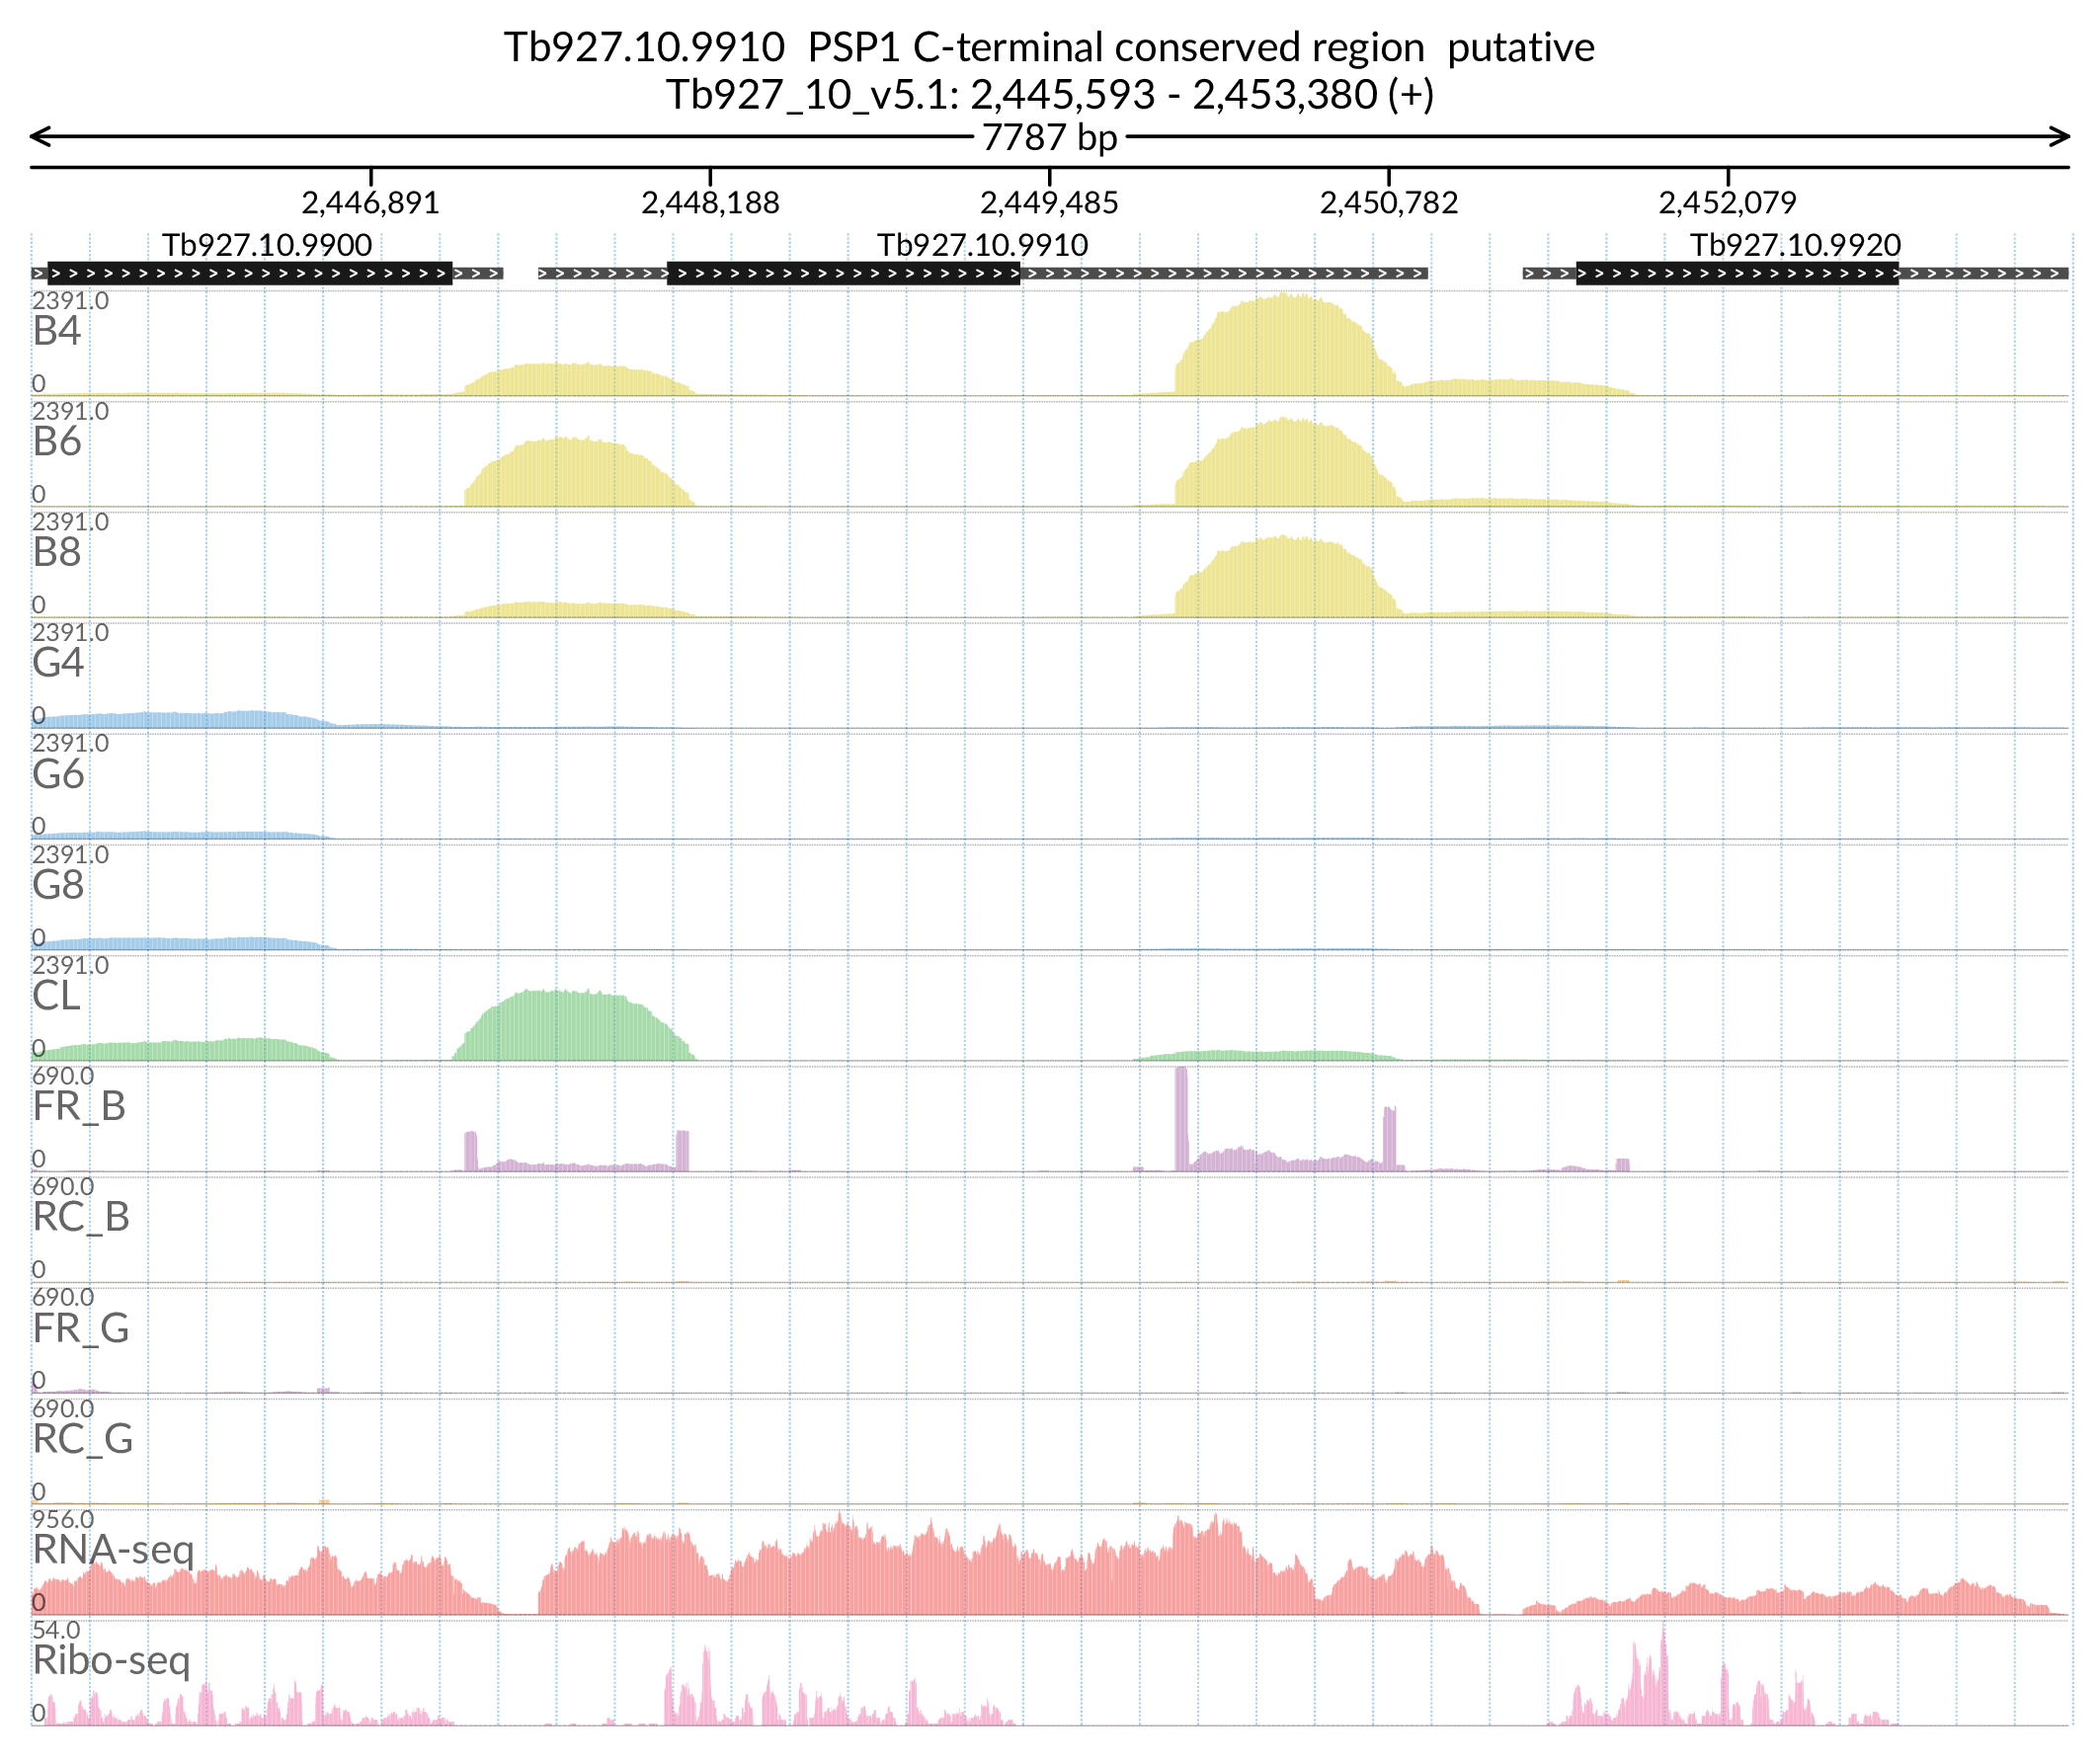 Tb927.10.9910  PSP1 C-terminal conserved region  putative
Tb927_10_v5.1: 2,445,593 - 2,453,380 (+)
7787 bp
2,446,891 2,448,188 2,449,485 2,450,782 2,452,079
Tb927.10.9900 Tb927.10.9910 Tb927.10.9920
2391.0
B4
0
2391.0
B6
0
2391.0
B8
0
2391.0
G4
0
2391.0
G6
0
2391.0
G8
0
2391.0
CL
0
690.0
FR_B
0
690.0
RC_B
0
690.0
FR_G
0
690.0
RC_G
0
956.0
RNA-seq
0
54.0
Ribo-seq
0